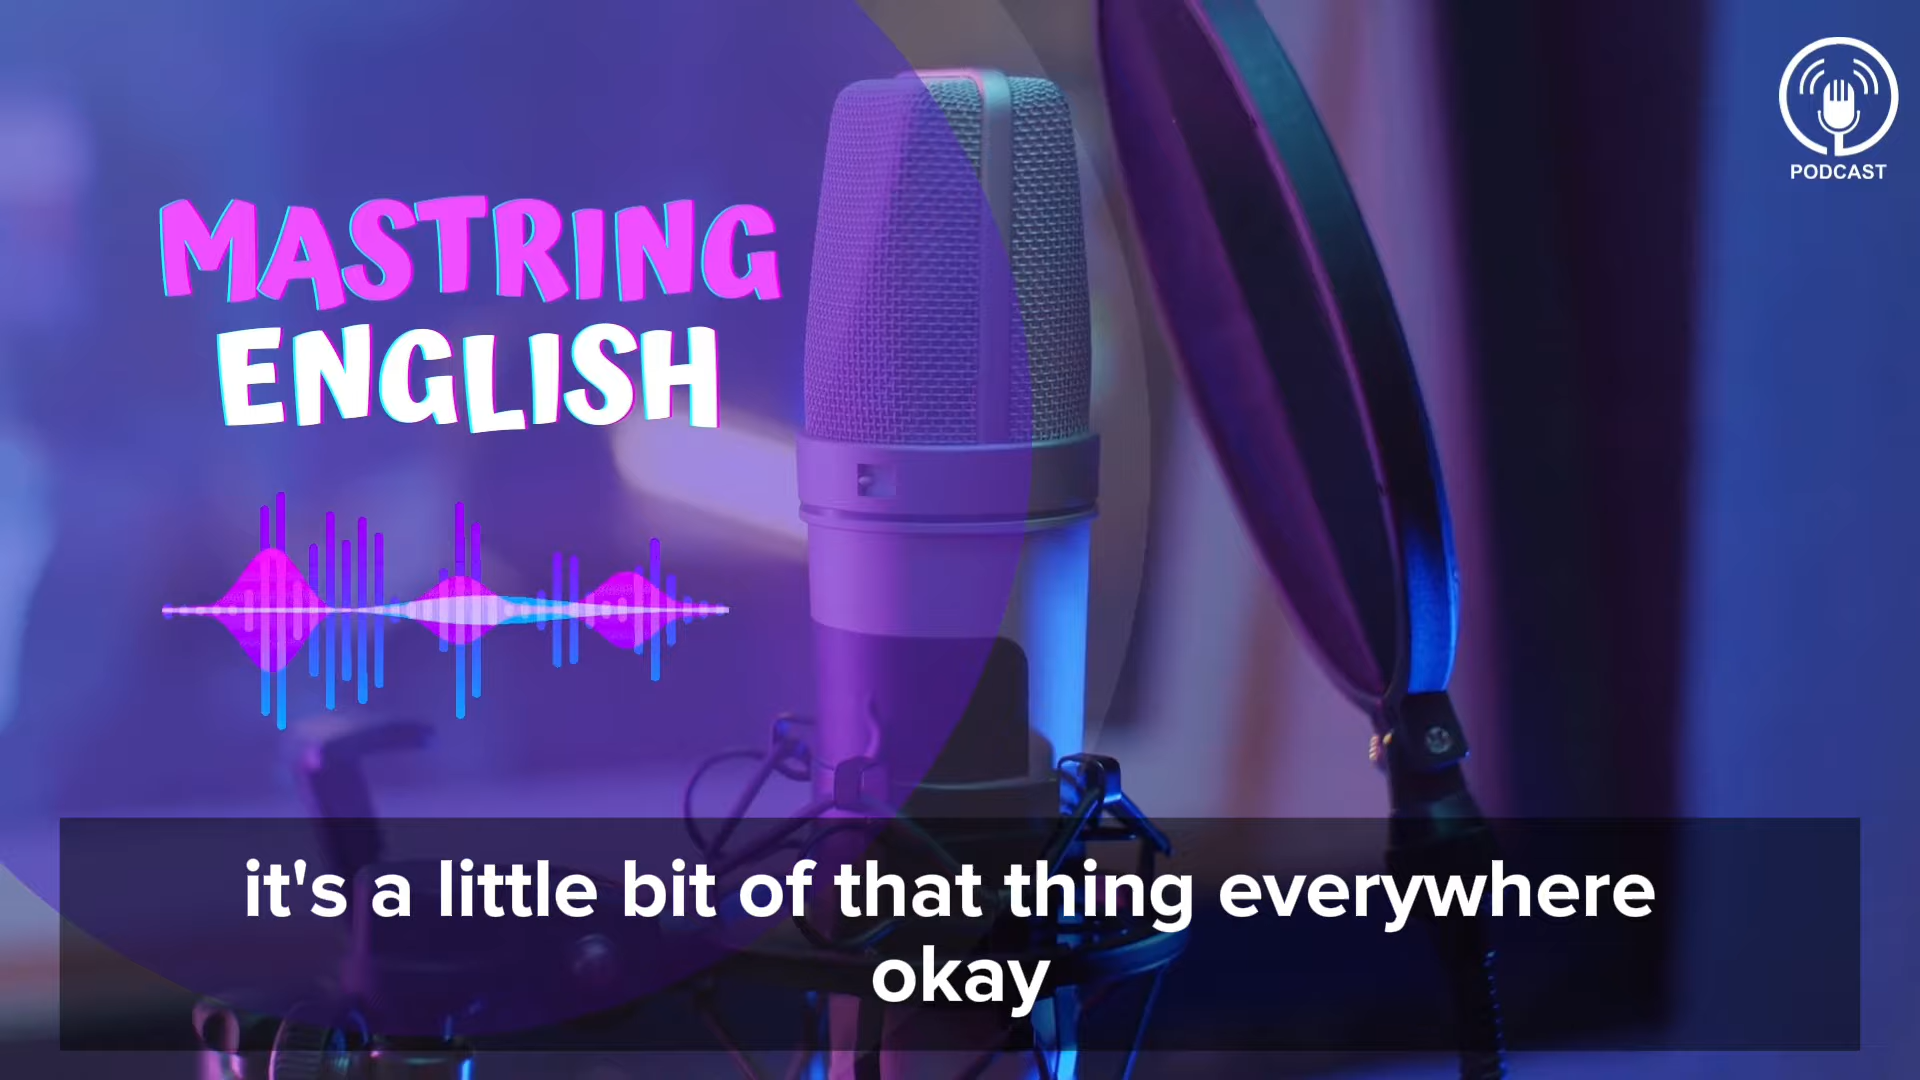 PODCAST
MASTRING
ENGLISH
it's a little bit of that thing everywhere
okay